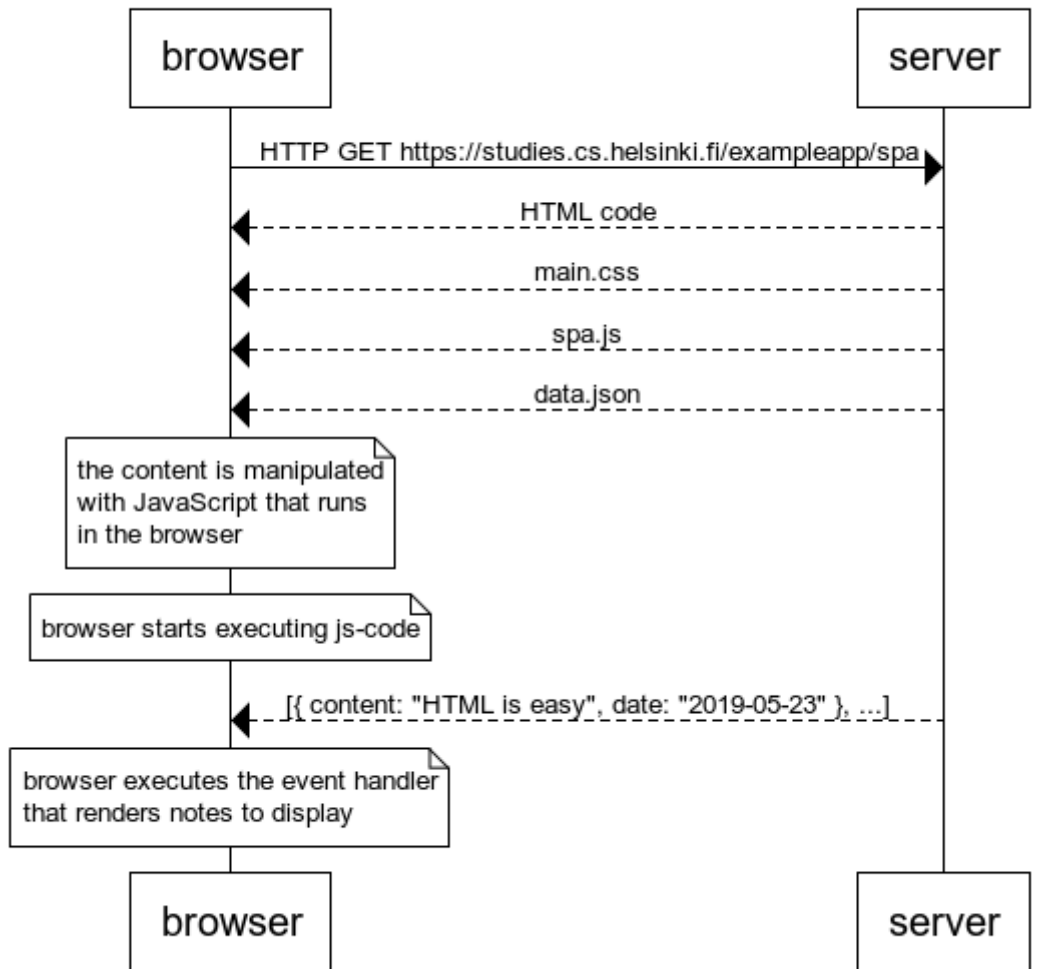 browser
server
HTTP GET https://studies.cs.helsinki.fi/exampleapp/spa
HTML code
main.css
spa.js
data.json
the content is manipulated
with JavaScript that runs
in the browser
browser starts executing js-code
[{ content: "HTML is easy", date: "2019-05-23" }, ...]
browser executes the event handler
that renders notes to display
browser
server